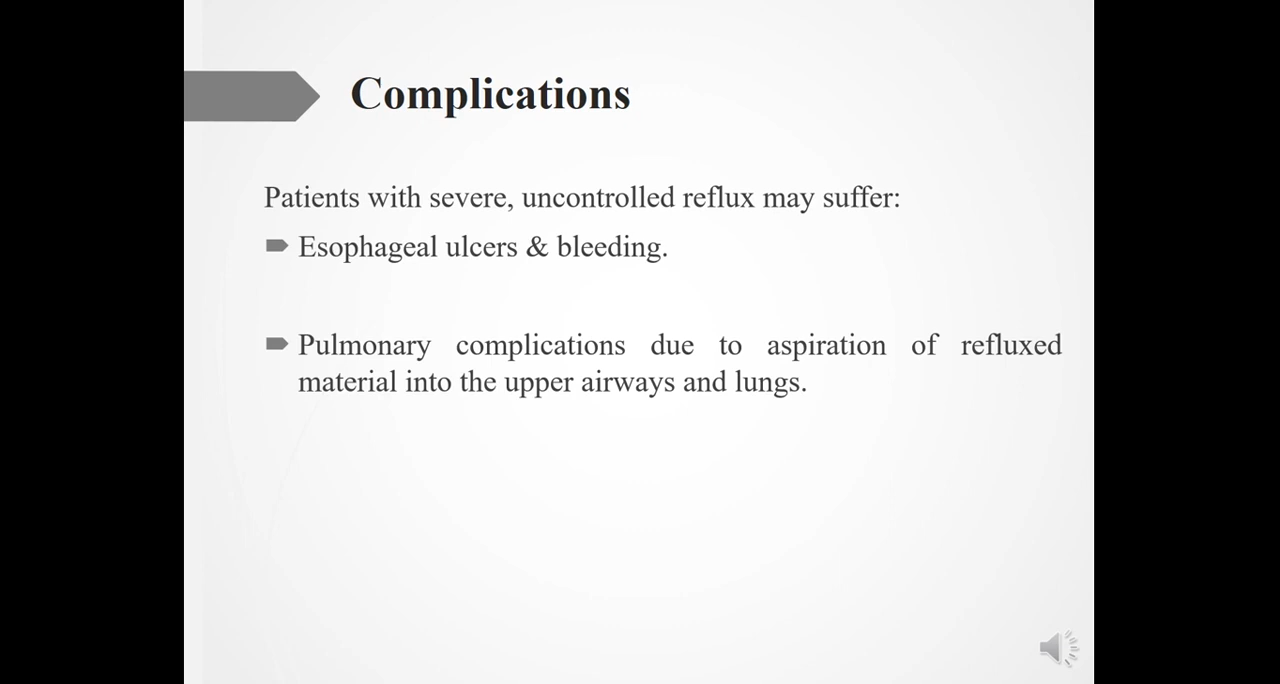 Complications
Patients with severe, uncontrolled reflux may suffer:
Esophageal ulcers & bleeding.
Pulmonary complications due to aspiration of refluxed
material into the upper airways and lungs.